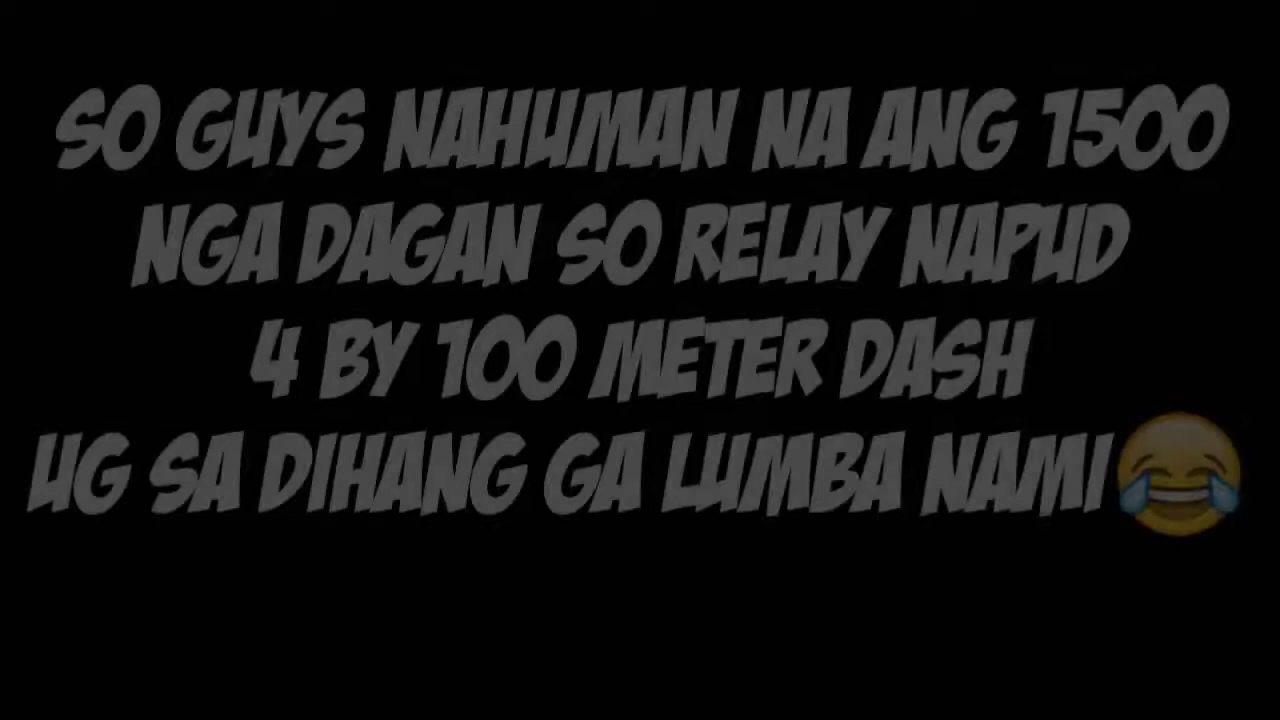 SO GUYS NAHUMAN NA ANG 1500
NGA DAGAN SO RELAY NAPUD
4 BY 100 METER DASH
UG SA DIHANG GA LUMBA NAMI😂